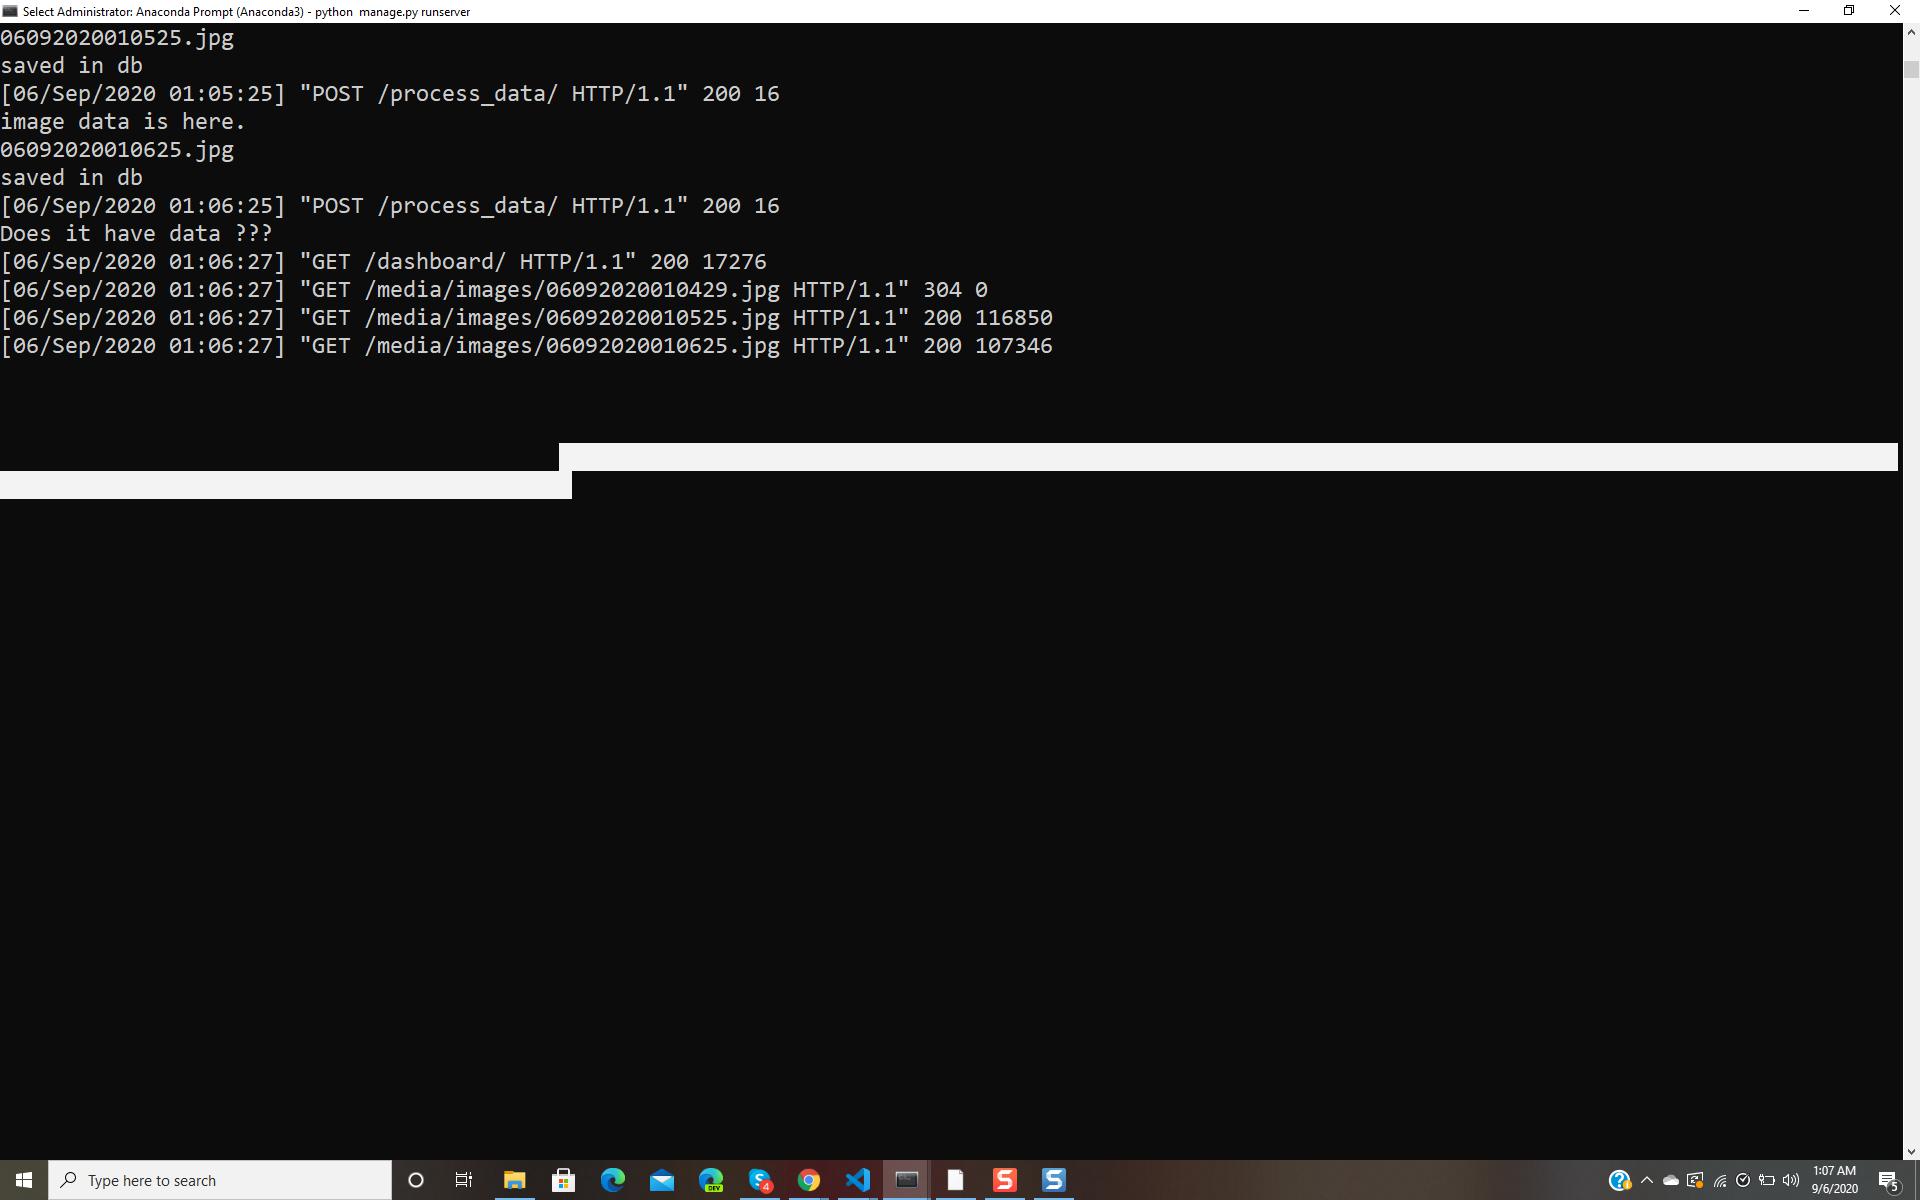 Select Administrator: Anaconda Prompt (Anaconda3) - python  manage.py runserver
06092020010525.jpg
saved in db
[06/Sep/2020 01:05:25] "POST /process_data/ HTTP/1.1" 200 16
image data is here.
06092020010625.jpg
saved in db
[06/Sep/2020 01:06:25] "POST /process_data/ HTTP/1.1" 200 16
Does it have data ???
[06/Sep/2020 01:06:27] "GET /dashboard/ HTTP/1.1" 200 17276
[06/Sep/2020 01:06:27] "GET /media/images/06092020010429.jpg HTTP/1.1" 304 0
[06/Sep/2020 01:06:27] "GET /media/images/06092020010525.jpg HTTP/1.1" 200 116850
[06/Sep/2020 01:06:27] "GET /media/images/06092020010625.jpg HTTP/1.1" 200 107346
Type here to search
DEV
4
1:07 AM
9/6/2020
5